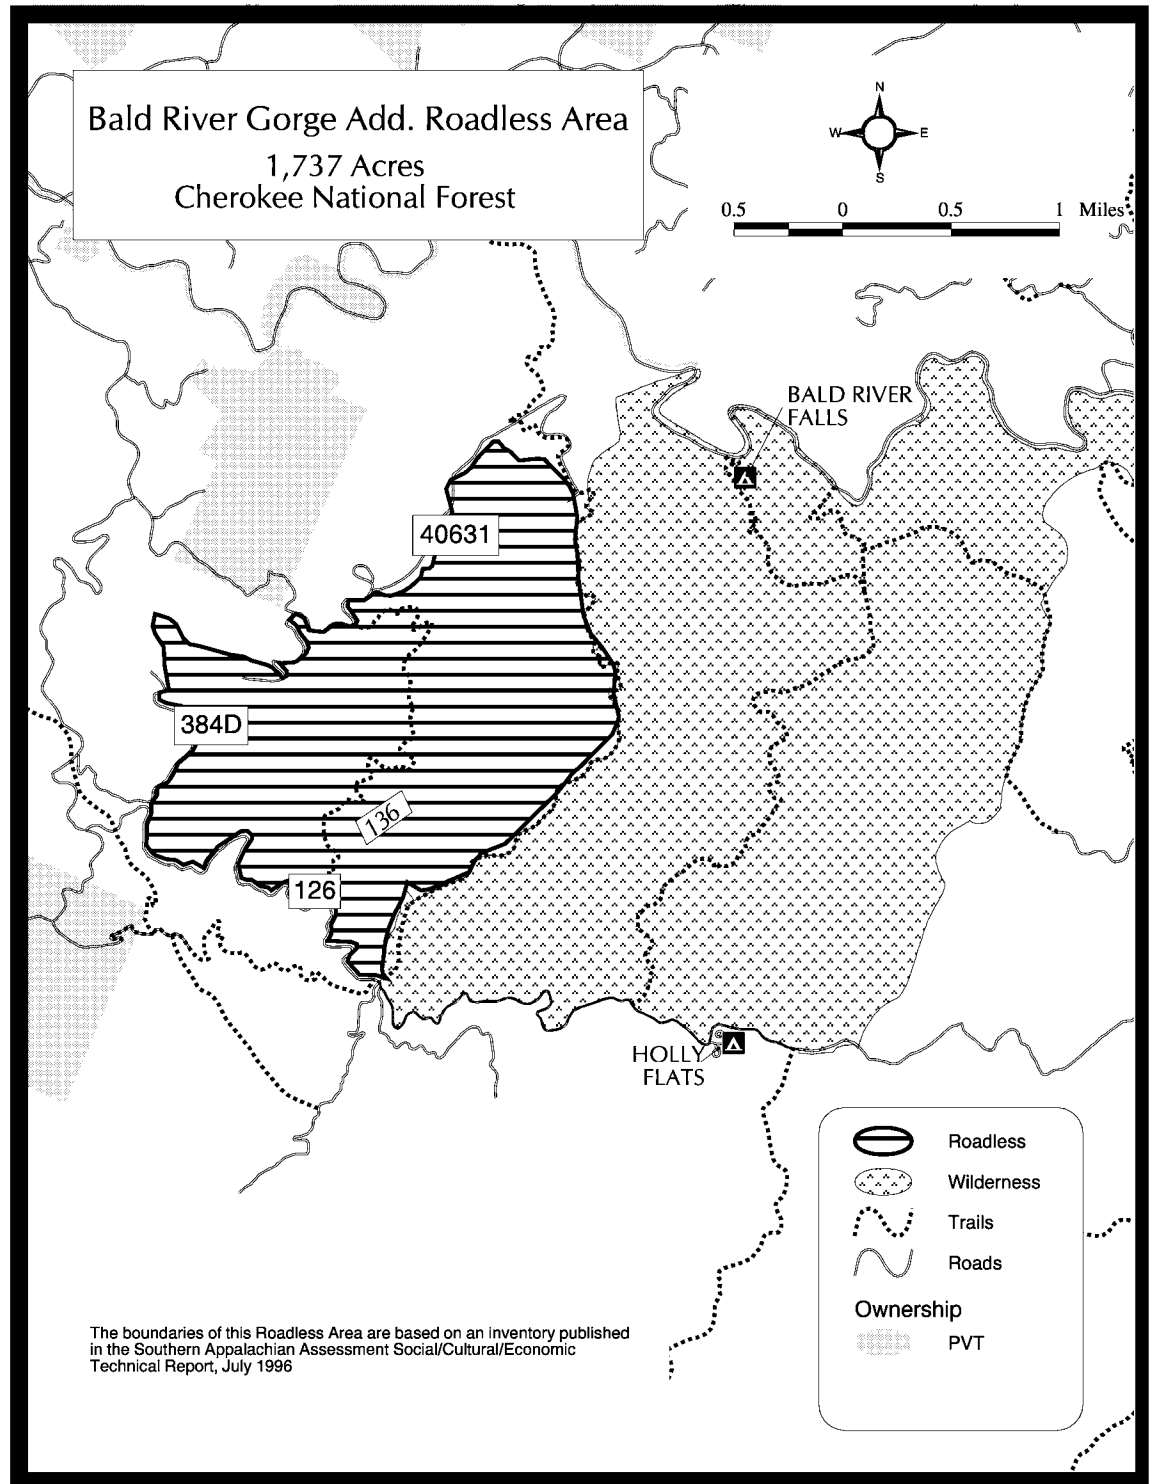 Bald River Gorge Add. Roadless Area
1,737 Acres
Cherokee National Forest
N
W E
S
0.5 0 0.5 1 Miles
BALD RIVER
FALLS
40631
384D
136
126
HOLLY
FLATS
Roadless
Wilderness
Trails
Roads
Ownership
PVT
The boundaries of this Roadless Area are based on an inventory published
in the Southern Appalachian Assessment Social/Cultural/Economic
Technical Report, July 1996